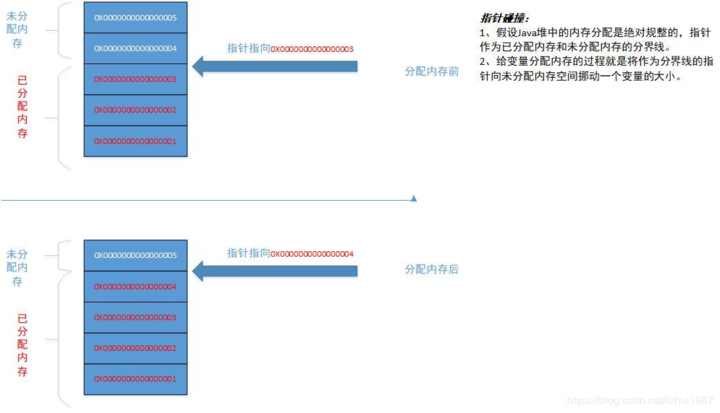 未分
配内
存
0X0000000000000005
0X0000000000000004
0X0000000000000003
0X0000000000000002
0X0000000000000001
已
分
配
内
存
指针指向0X0000000000000003
分配内存前
指针碰撞:
1、假设Java堆中的内存分配是绝对规整的，指针
作为已分配内存和未分配内存的分界线。
2、给变量分配内存的过程就是将作为分界线的指
针向未分配内存空间挪动一个变量的大小。
未分
配内
存
0X0000000000000005
0X0000000000000004
0X0000000000000003
0X0000000000000002
0X0000000000000001
已
分
配
内
存
指针指向0X0000000000000004
分配内存后